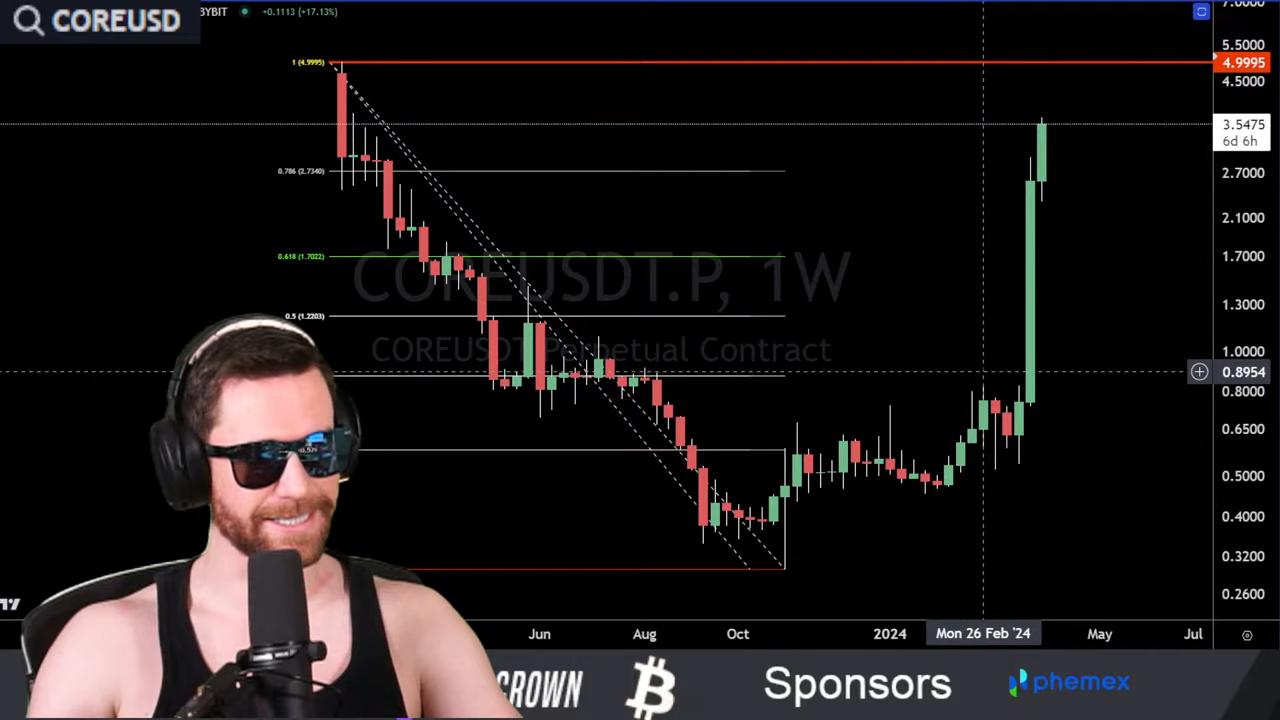 COREUSD
BYBIT
+0.1113 (+17.13%)
7.0000
5.5000
1 (4.9995)
4.9995
4.5000
3.5475
6d 6h
0.786 (2.7340)
2.7000
2.1000
0.618 (1.7022)
COREUSDT.P, 1W
1.7000
0.5 (1.2203)
1.3000
COREUSDT Perpetual Contract
1.0000
0.8954
0.8000
0.6500
0.5000
0.4000
0.3200
0.2600
Jun
Aug
Oct
2024
Mon 26 Feb '24
May
Jul
CROWN
Sponsors
phemex